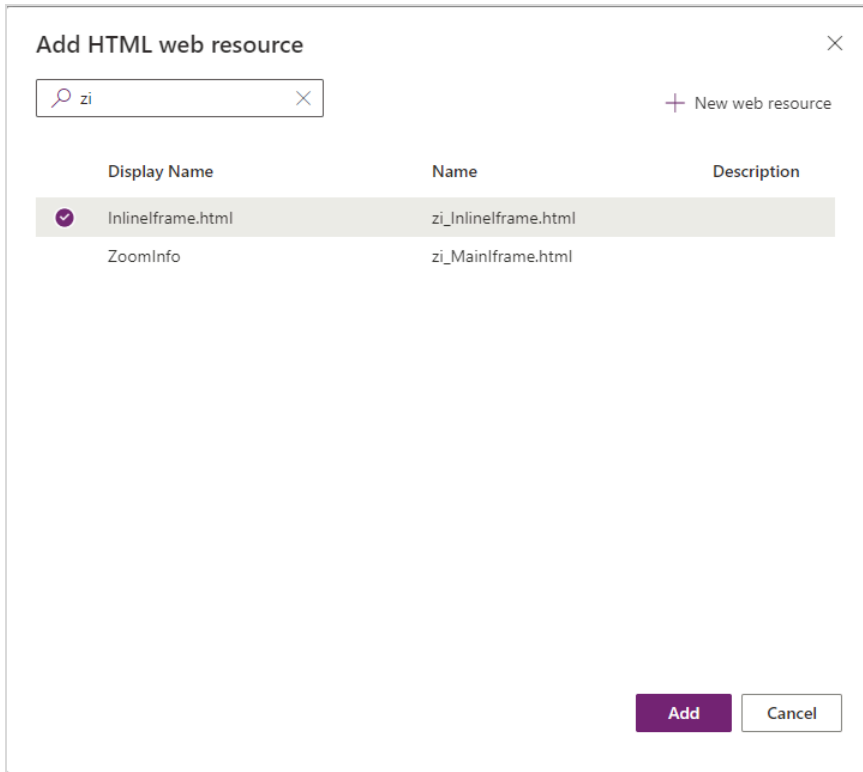 Add HTML web resource
zi
New web resource
Display Name Name Description
InlineIframe.html zi_InlineIframe.html
ZoomInfo zi_MainIframe.html
Add Cancel